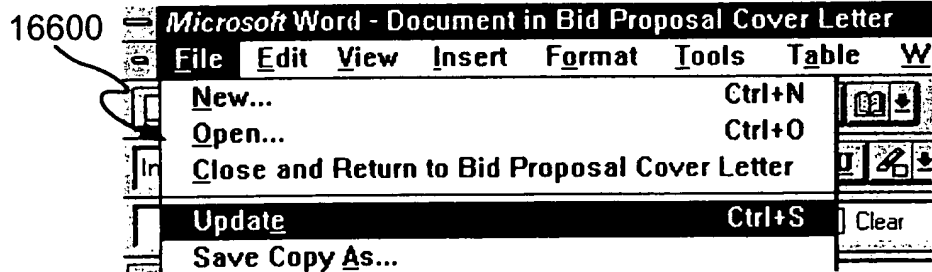 16600
Microsoft Word - Document in Bid Proposal Cover Letter
File Edit View Insert Format Tools Table W
New... Ctrl+N
Open... Ctrl+O
Close and Return to Bid Proposal Cover Letter
In
Update Ctrl+S
Clear
Save Copy As...